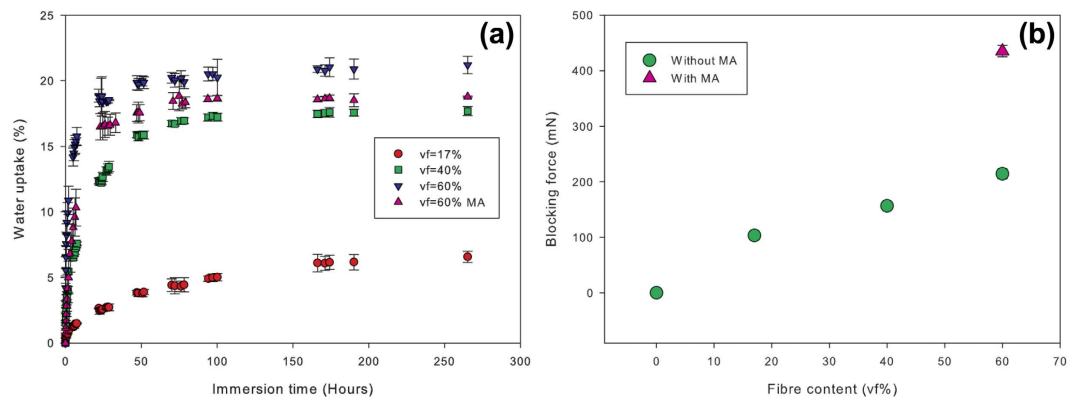 (a)
Water uptake (%)
25
20
15
10
5
0
vf=17%
vf=40%
vf=60%
vf=60% MA
0 50 100 150 200 250 300
Immersion time (Hours)
(b)
Blocking force (mN)
500
400
300
200
100
0
Without MA
With MA
0 10 20 30 40 50 60 70
Fibre content (vf%)